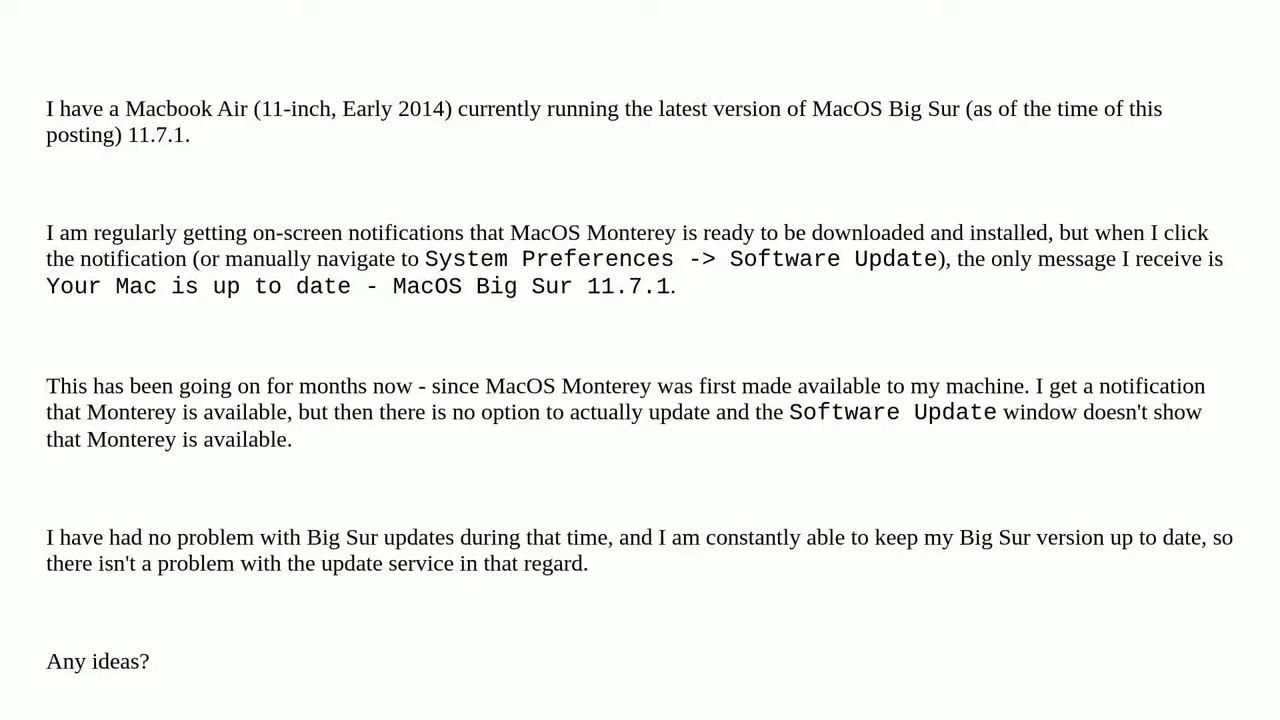 I have a Macbook Air (11-inch, Early 2014) currently running the latest version of MacOS Big Sur (as of the time of this
posting) 11.7.1.
I am regularly getting on-screen notifications that MacOS Monterey is ready to be downloaded and installed, but when I click
the notification (or manually navigate to System Preferences -> Software Update), the only message I receive is
Your Mac is up to date - MacOS Big Sur 11.7.1.
This has been going on for months now - since MacOS Monterey was first made available to my machine. I get a notification
that Monterey is available, but then there is no option to actually update and the Software Update window doesn't show
that Monterey is available.
I have had no problem with Big Sur updates during that time, and I am constantly able to keep my Big Sur version up to date, so
there isn't a problem with the update service in that regard.
Any ideas?